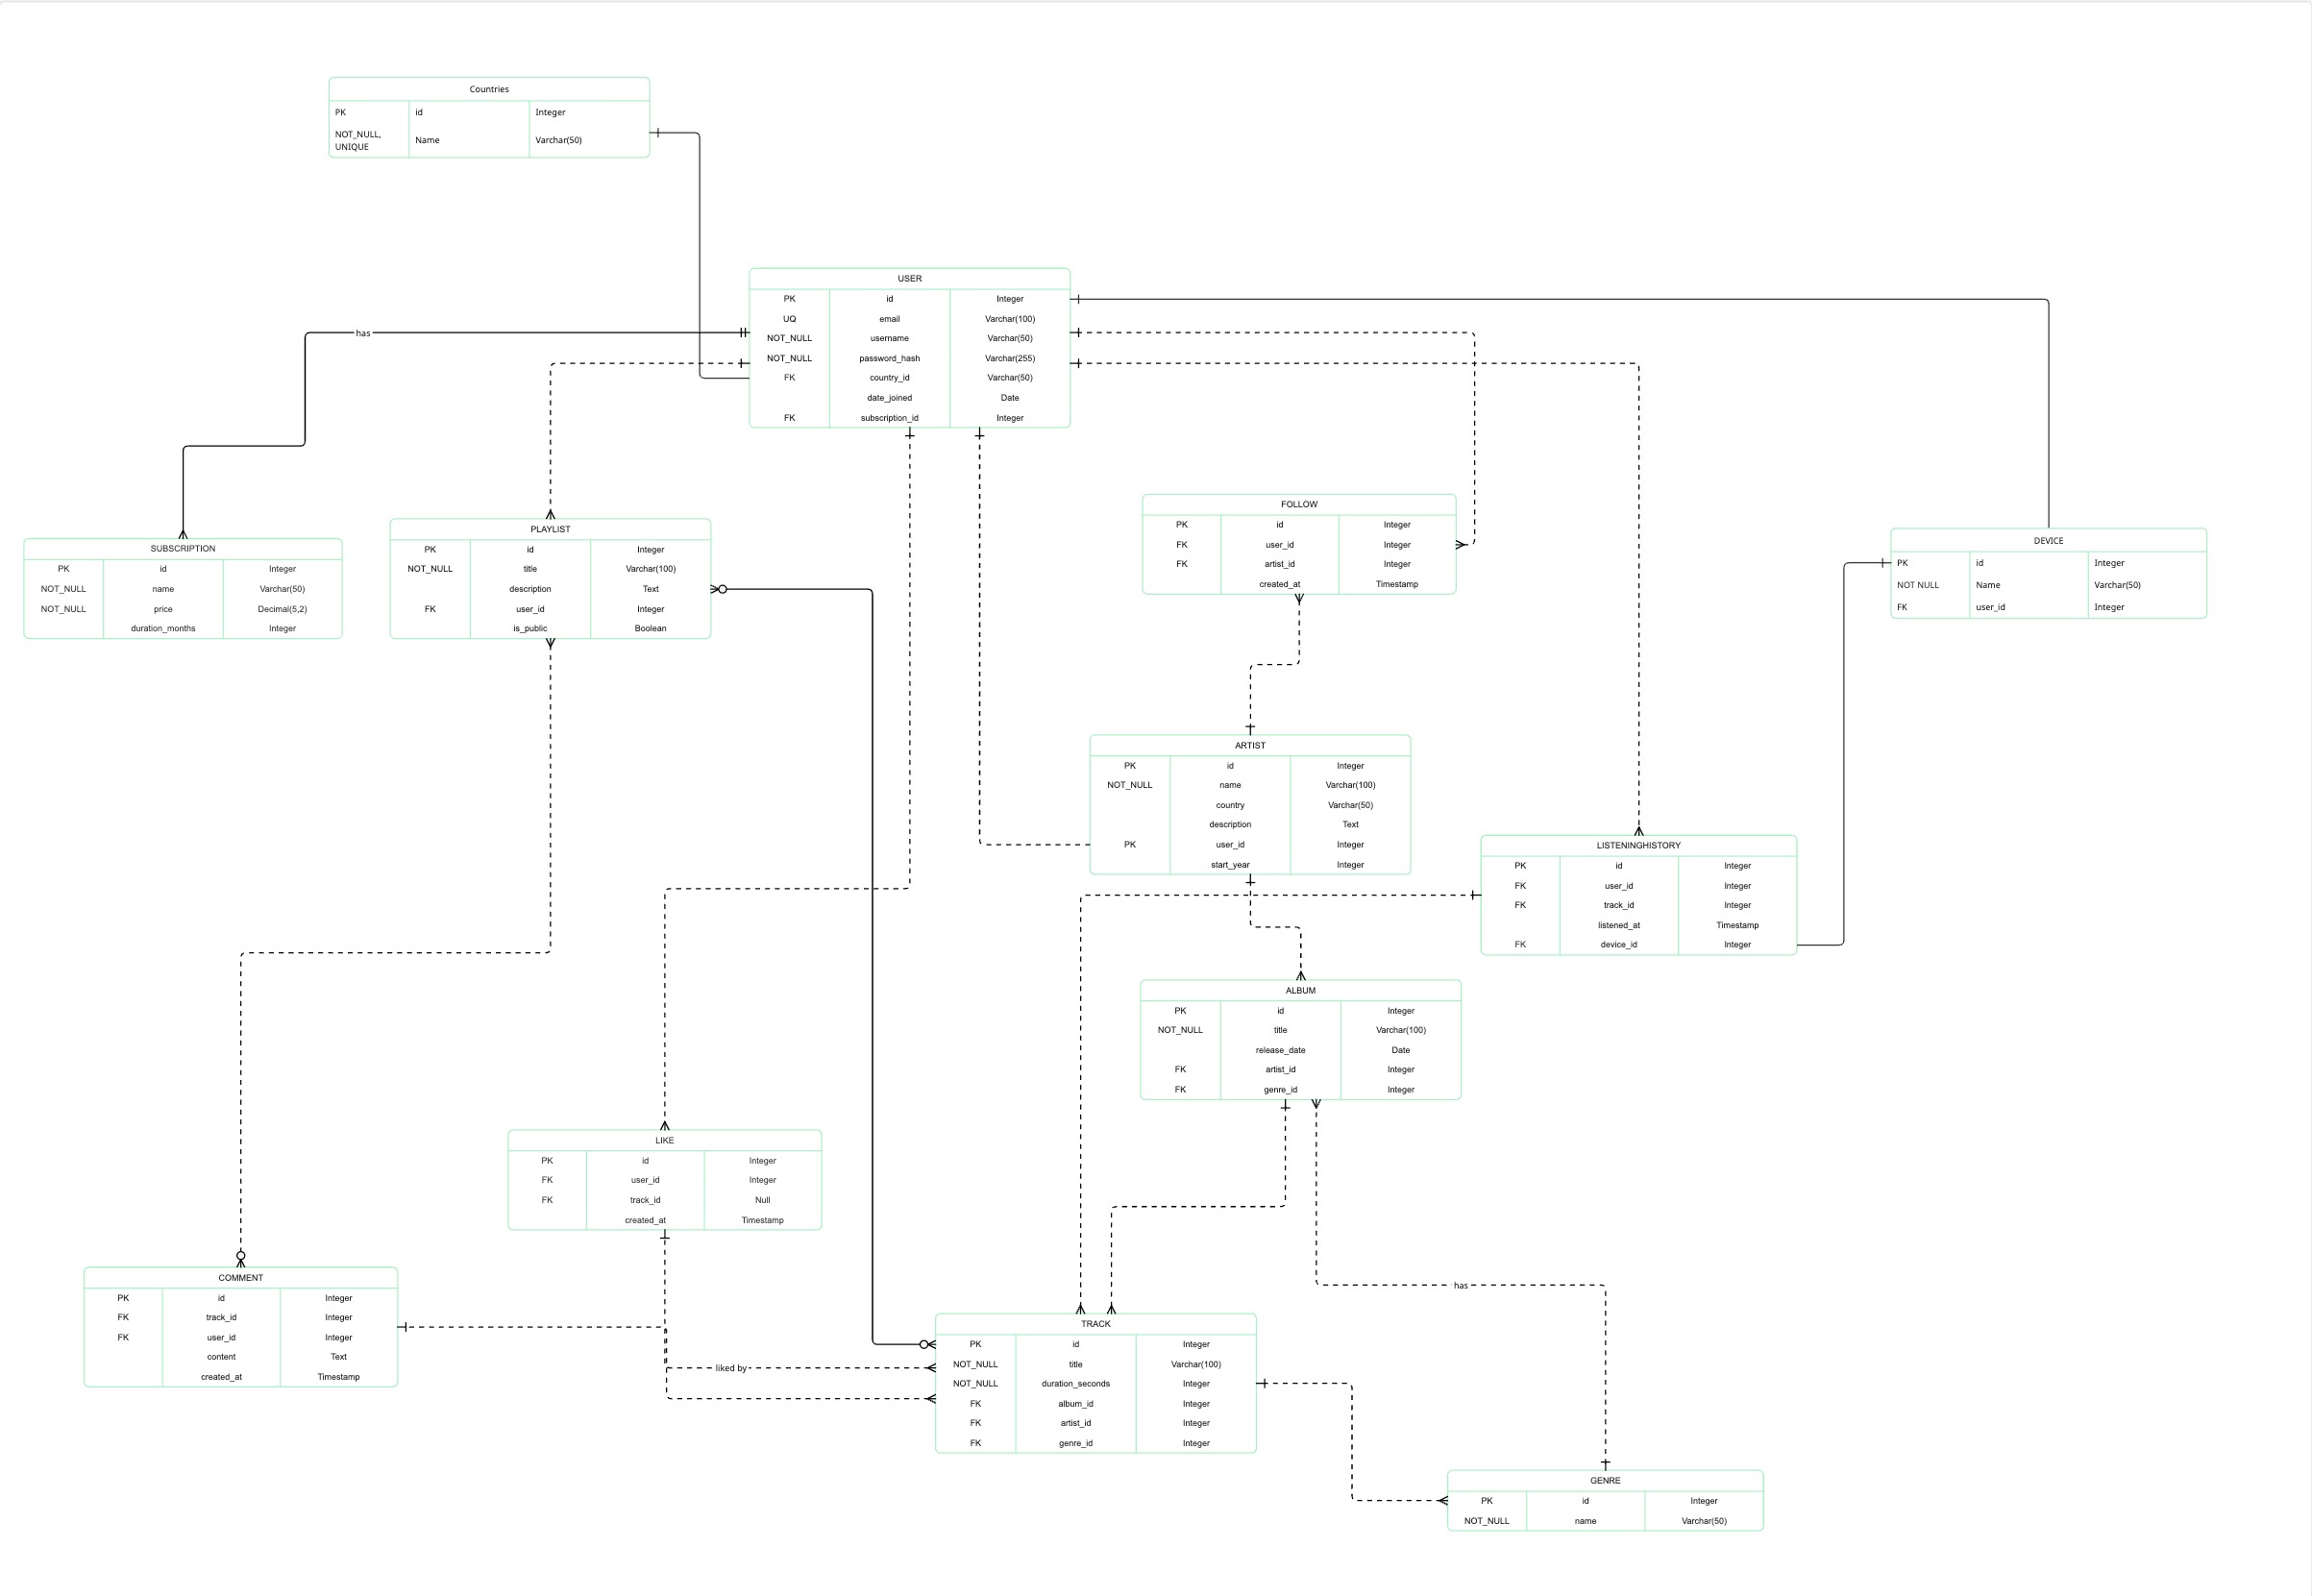 Countries
PK id Integer
NOT_NULL,
UNIQUE Name Varchar(50)
USER
PK id Integer
UQ email Varchar(100)
NOT_NULL username Varchar(50)
NOT_NULL password_hash Varchar(255)
FK country_id Varchar(50)
date_joined Date
FK subscription_id Integer
has
SUBSCRIPTION
PK id Integer
NOT_NULL name Varchar(50)
NOT_NULL price Decimal(5,2)
duration_months Integer
PLAYLIST
PK id Integer
NOT_NULL title Varchar(100)
description Text
FK user_id Integer
is_public Boolean
FOLLOW
PK id Integer
FK user_id Integer
FK artist_id Integer
created_at Timestamp
DEVICE
PK id Integer
NOT NULL Name Varchar(50)
FK user_id Integer
ARTIST
PK id Integer
NOT_NULL name Varchar(100)
country Varchar(50)
description Text
PK user_id Integer
start_year Integer
LISTENINGHISTORY
PK id Integer
FK user_id Integer
FK track_id Integer
listened_at Timestamp
FK device_id Integer
ALBUM
PK id Integer
NOT_NULL title Varchar(100)
release_date Date
FK artist_id Integer
FK genre_id Integer
LIKE
PK id Integer
FK user_id Integer
FK track_id Null
created_at Timestamp
COMMENT
PK id Integer
FK track_id Integer
FK user_id Integer
content Text
created_at Timestamp
has
liked by
TRACK
PK id Integer
NOT_NULL title Varchar(100)
NOT_NULL duration_seconds Integer
FK album_id Integer
FK artist_id Integer
FK genre_id Integer
GENRE
PK id Integer
NOT_NULL name Varchar(50)